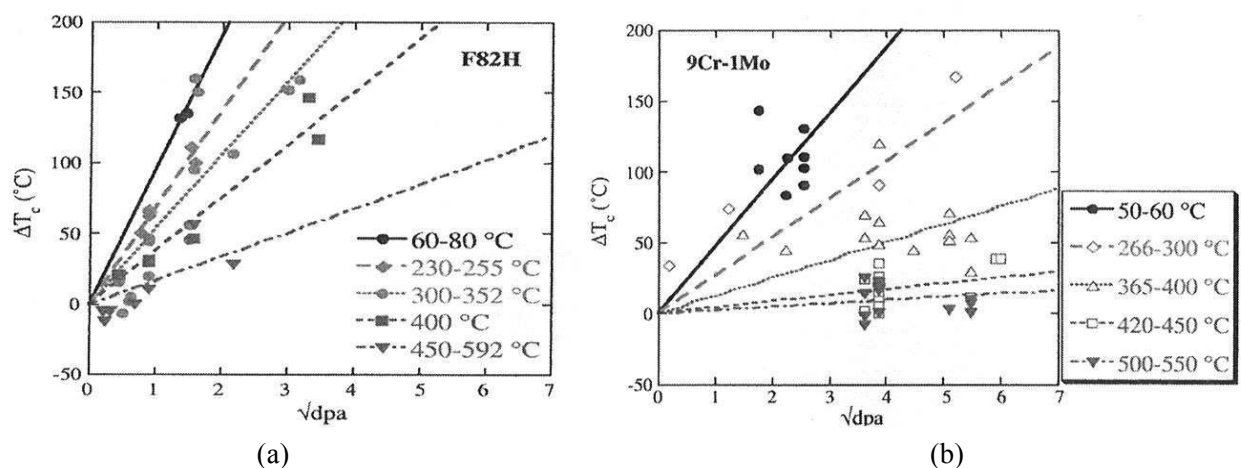 200
150
100
50
0
-50
ΔTc (°C)
F82H
60-80 °C
230-255 °C
300-352 °C
400 °C
450-592 °C
0 1 2 3 4 5 6 7
√dpa
(a)
200
150
100
50
0
-50
ΔTc (°C)
9Cr-1Mo
0 1 2 3 4 5 6 7
√dpa
50-60 °C
266-300 °C
365-400 °C
420-450 °C
500-550 °C
(b)